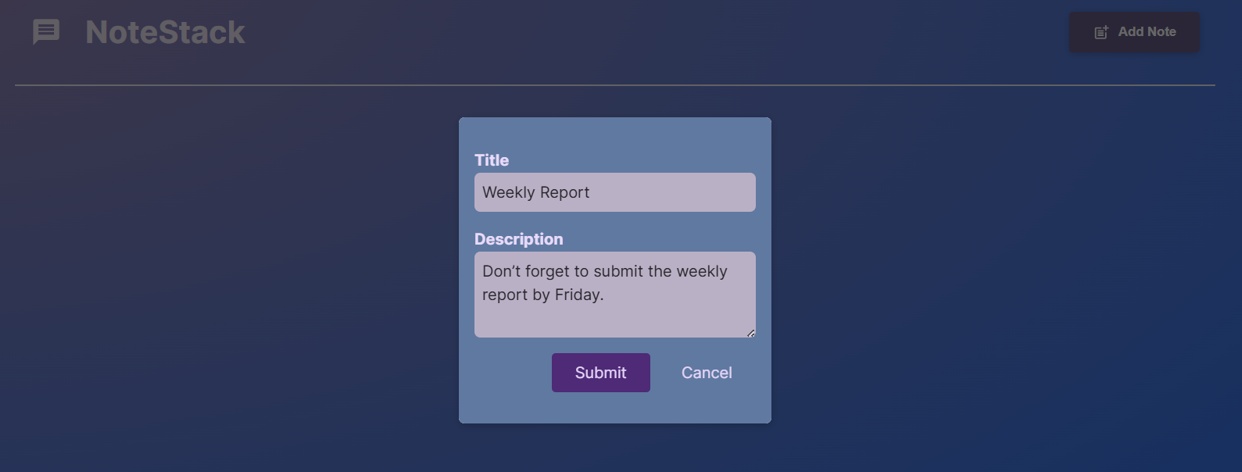 NoteStack
Add Note
Title
Weekly Report
Description
Don’t forget to submit the weekly
report by Friday.
Submit
Cancel